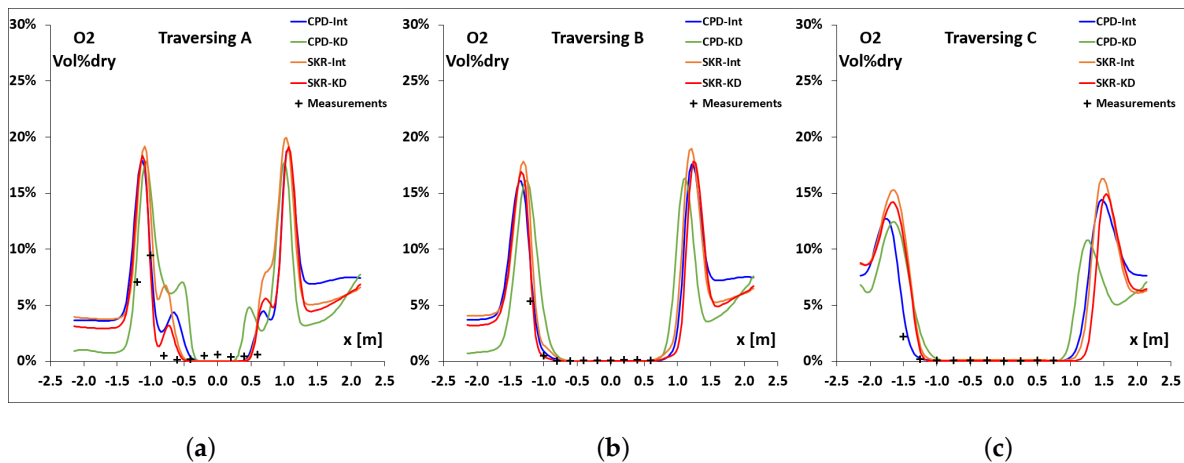 30%
25%
20%
15%
10%
5%
0%
O2
Vol%dry
Traversing A
CPD-Int
CPD-KD
SKR-Int
SKR-KD
Measurements
x [m]
-2.5 -2.0 -1.5 -1.0 -0.5 0.0 0.5 1.0 1.5 2.0 2.5
(a)
30%
25%
20%
15%
10%
5%
0%
O2
Vol%dry
Traversing B
CPD-Int
CPD-KD
SKR-Int
SKR-KD
Measurements
x [m]
-2.5 -2.0 -1.5 -1.0 -0.5 0.0 0.5 1.0 1.5 2.0 2.5
(b)
30%
25%
20%
15%
10%
5%
0%
O2
Vol%dry
Traversing C
CPD-Int
CPD-KD
SKR-Int
SKR-KD
Measurements
x [m]
-2.5 -2.0 -1.5 -1.0 -0.5 0.0 0.5 1.0 1.5 2.0 2.5
(c)